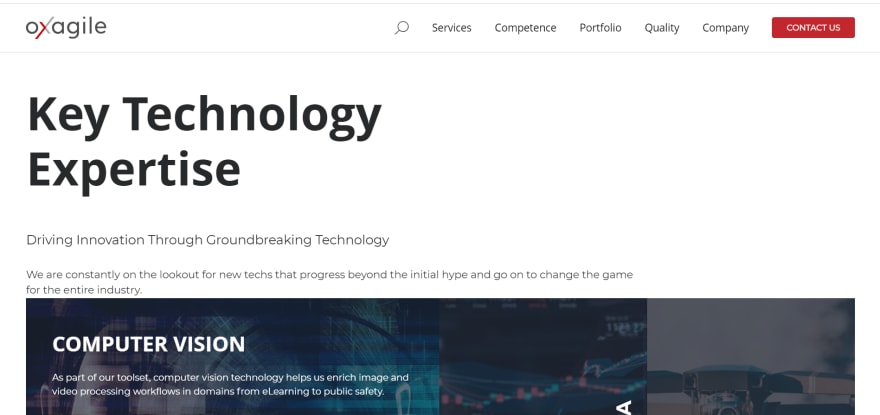 oxagile
Services Competence Portfolio Quality Company CONTACT US
Key Technology
Expertise
Driving Innovation Through Groundbreaking Technology
We are constantly on the lookout for new techs that progress beyond the initial hype and go on to change the game
for the entire industry.
COMPUTER VISION
As part of our toolset, computer vision technology helps us enrich image and
video processing workflows in domains from eLearning to public safety.
A